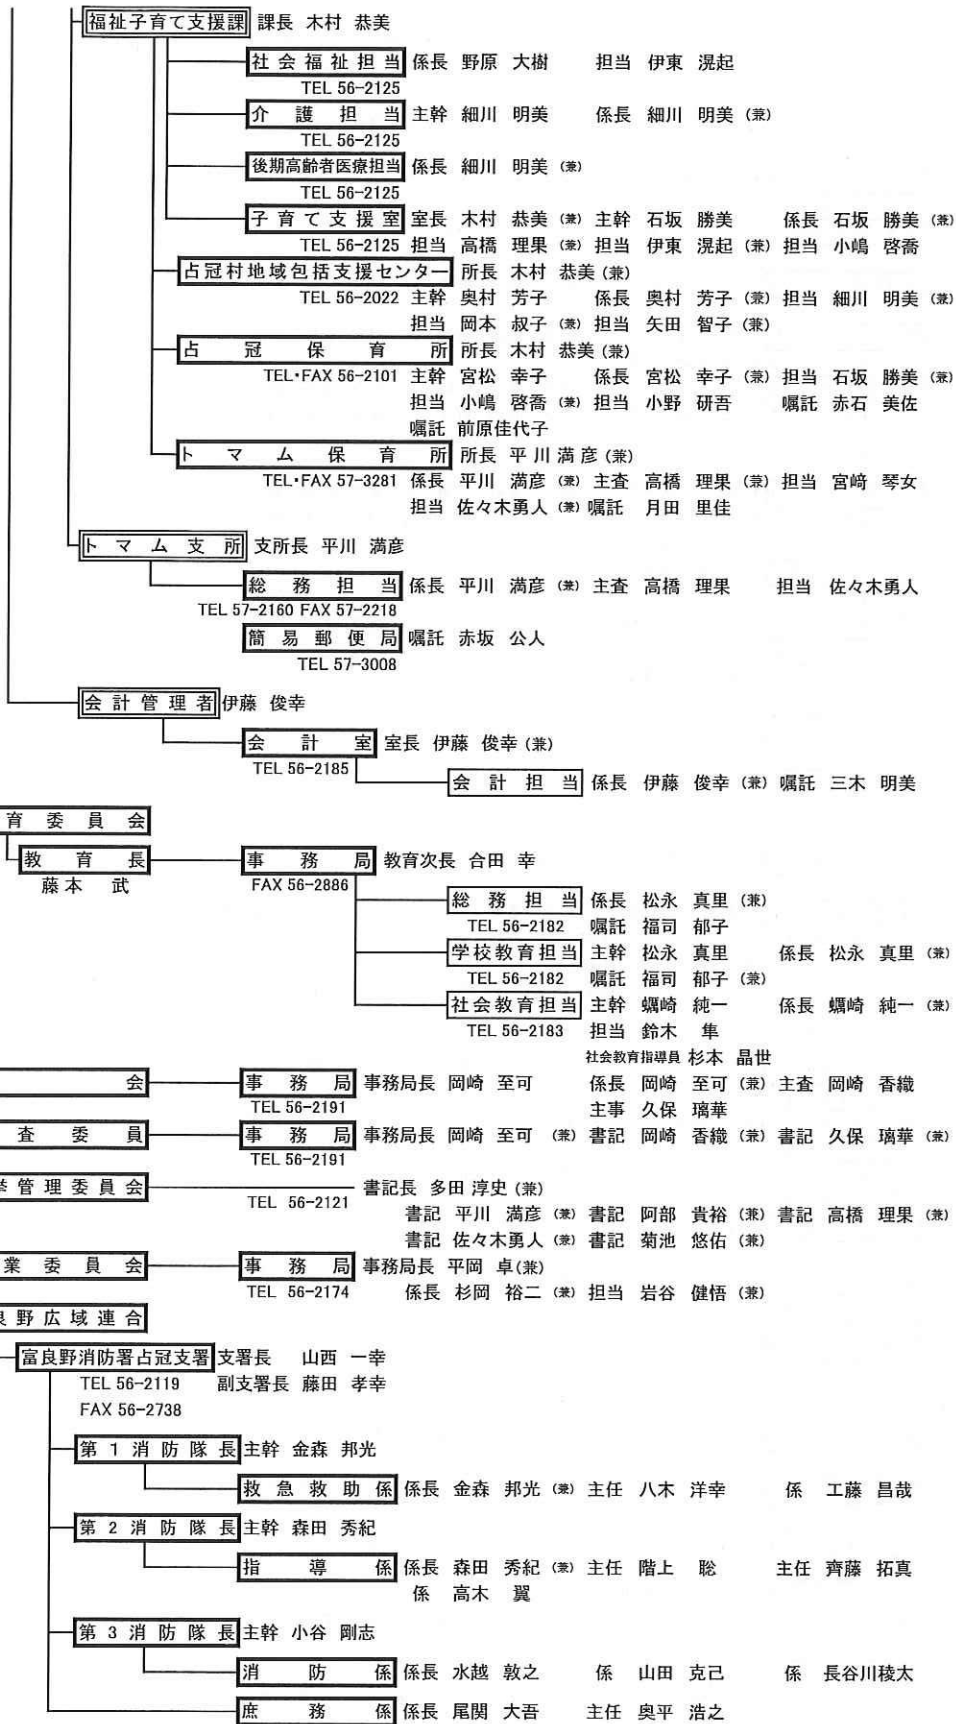 福祉子育て支援課 課長 木村 恭美
社会福祉担当 係長 野原 大樹 担当 伊東 滉起
TEL 56-2125
介護担当 主幹 細川 明美 係長 細川 明美 (兼)
TEL 56-2125
後期高齢者医療担当 係長 細川 明美 (兼)
TEL 56-2125
子育て支援室 室長 木村 恭美 (兼) 主幹 石坂 勝美 係長 石坂 勝美 (兼)
TEL 56-2125 担当 高橋 理果 (兼) 担当 伊東 滉起 (兼) 担当 小嶋 啓喬
占冠村地域包括支援センター 所長 木村 恭美 (兼)
TEL 56-2022 主幹 奥村 芳子 係長 奥村 芳子 (兼) 担当 細川 明美 (兼)
担当 岡本 叔子 (兼) 担当 矢田 智子 (兼)
占冠保育所 所長 木村 恭美 (兼)
TEL・FAX 56-2101 主幹 宮松 幸子 係長 宮松 幸子 (兼) 担当 石坂 勝美 (兼)
担当 小嶋 啓喬 (兼) 担当 小野 研吾 嘱託 赤石 美佐
嘱託 前原佳代子
トマム保育所 所長 平川 満彦 (兼)
TEL・FAX 57-3281 係長 平川 満彦 (兼) 主査 高橋 理果 (兼) 担当 宮﨑 琴女
担当 佐々木勇人 (兼) 嘱託 月田 里佳
トマム支所 支所長 平川 満彦
総務担当 係長 平川 満彦 (兼) 主査 高橋 理果 担当 佐々木勇人
TEL 57-2160 FAX 57-2218
簡易郵便局 嘱託 赤坂 公人
TEL 57-3008
会計管理者 伊藤 俊幸
会計室 室長 伊藤 俊幸 (兼)
TEL 56-2185
会計担当 係長 伊藤 俊幸 (兼) 嘱託 三木 明美
育委員会
教育長 事務局 教育次長 合田 幸
藤本 武 FAX 56-2886
総務担当 係長 松永 真里 (兼)
TEL 56-2182 嘱託 福司 郁子
学校教育担当 主幹 松永 真里 係長 松永 真里 (兼)
TEL 56-2182 嘱託 福司 郁子 (兼)
社会教育担当 主幹 蠣崎 純一 係長 蠣崎 純一 (兼)
TEL 56-2183 担当 鈴木 隼
社会教育指導員 杉本 晶世
会 事務局 事務局長 岡崎 至可 係長 岡崎 至可 (兼) 主査 岡崎 香織
TEL 56-2191 主事 久保 璃華
査委員 事務局 事務局長 岡崎 至可 (兼) 書記 岡崎 香織 (兼) 書記 久保 璃華 (兼)
TEL 56-2191
挙管理委員会 書記長 多田 淳史 (兼)
TEL 56-2121
書記 平川 満彦 (兼) 書記 阿部 貴裕 (兼) 書記 高橋 理果 (兼)
書記 佐々木勇人 (兼) 書記 菊池 悠佑 (兼)
業委員会 事務局 事務局長 平岡 卓(兼)
TEL 56-2174 係長 杉岡 裕二 (兼) 担当 岩谷 健悟 (兼)
良野広域連合
富良野消防署占冠支署 支署長 山西 一幸
TEL 56-2119 副支署長 藤田 孝幸
FAX 56-2738
第1消防隊長 主幹 金森 邦光
救急救助係 係長 金森 邦光 (兼) 主任 八木 洋幸 係 工藤 昌哉
第2消防隊長 主幹 森田 秀紀
指導係 係長 森田 秀紀 (兼) 主任 階上 聡 主任 齊藤 拓真
係 高木 翼
第3消防隊長 主幹 小谷 剛志
消防係 係長 水越 敦之 係 山田 克己 係 長谷川稜太
庶務係 係長 尾関 大吾 主任 奥平 浩之